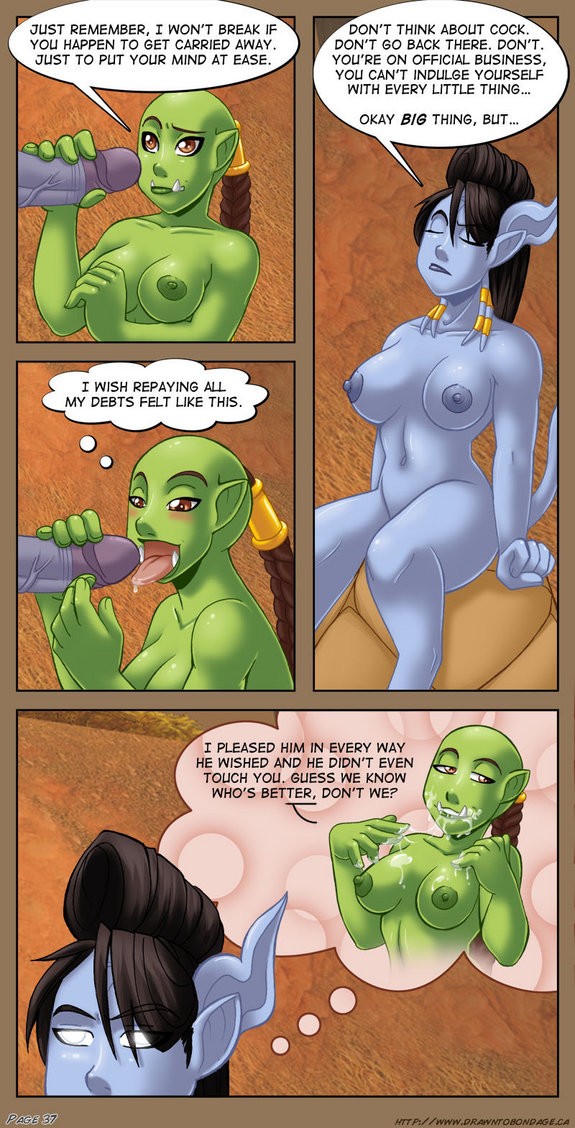 JUST REMEMBER, I WON'T BREAK IF
YOU HAPPEN TO GET CARRIED AWAY.
JUST TO PUT YOUR MIND AT EASE.
DON'T THINK ABOUT COCK.
DON'T GO BACK THERE. DON'T.
YOU'RE ON OFFICIAL BUSINESS,
YOU CAN'T INDULGE YOURSELF
WITH EVERY LITTLE THING...
OKAY BIG THING, BUT...
I WISH REPAYING ALL
MY DEBTS FELT LIKE THIS.
I PLEASED HIM IN EVERY WAY
HE WISHED AND HE DIDN'T EVEN
TOUCH YOU. GUESS WE KNOW
WHO'S BETTER, DON'T WE?
PAGE 37
HTTP://WWW.DRAWNTOBONDAGE.CA